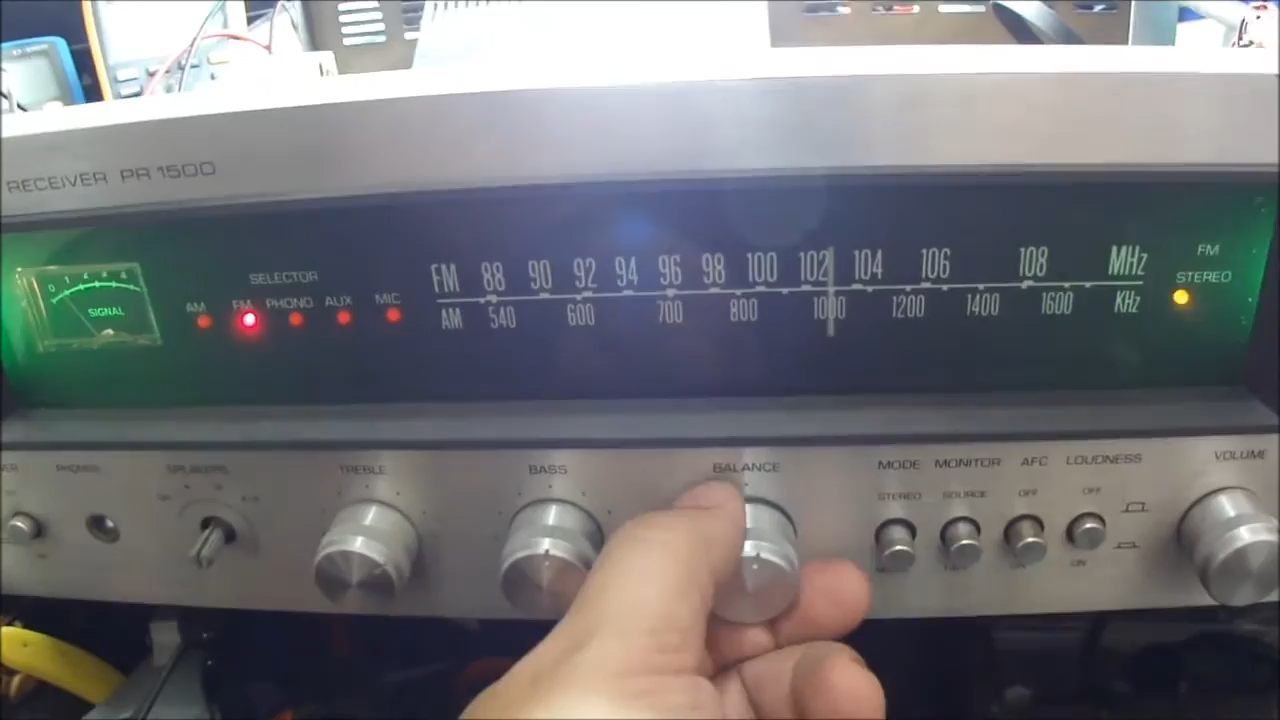 RECEIVER PR 1500
FM 88 90 92 94 96 98 100 102 104 106 108 MHz
AM 540 600 700 800 1000 1200 1400 1600 KHz
SIGNAL
SELECTOR
AM FM PHONO AUX MIC
FM
STEREO
PHONES SPEAKERS TREBLE BASS BALANCE MODE MONITOR AFC LOUDNESS VOLUME
STEREO SOURCE OFF OFF
ON